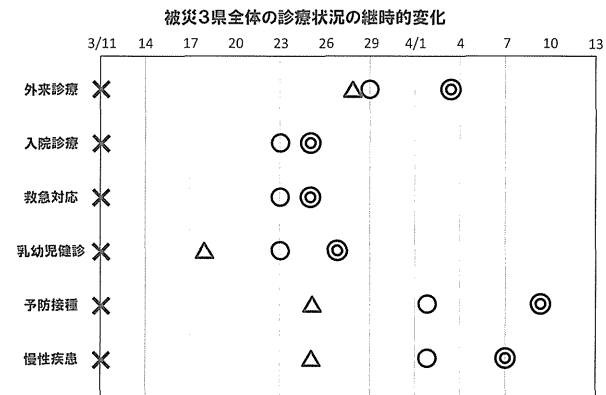 被災3県全体の診療状況の継時的変化
3/11 14 17 20 23 26 29 4/1 4 7 10 13
外来診療
入院診療
救急対応
乳幼児健診
予防接種
慢性疾患